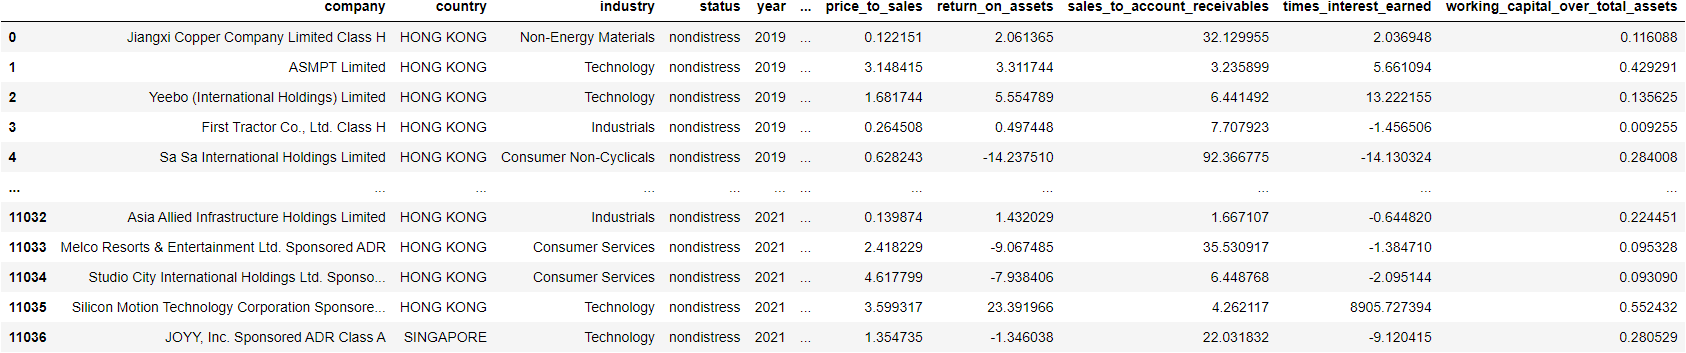 company country industry status year ... price_to_sales return_on_assets sales_to_account_receivables times_interest_earned working_capital_over_total_assets
0 Jiangxi Copper Company Limited Class H HONG KONG Non-Energy Materials nondistress 2019 ... 0.122151 2.061365 32.129955 2.036948 0.116088
1 ASMPT Limited HONG KONG Technology nondistress 2019 ... 3.148415 3.311744 3.235899 5.661094 0.429291
2 Yeebo (International Holdings) Limited HONG KONG Technology nondistress 2019 ... 1.681744 5.554789 6.441492 13.222155 0.135625
3 First Tractor Co., Ltd. Class H HONG KONG Industrials nondistress 2019 ... 0.264508 0.497448 7.707923 -1.456506 0.009255
4 Sa Sa International Holdings Limited HONG KONG Consumer Non-Cyclicals nondistress 2019 ... 0.628243 -14.237510 92.366775 -14.130324 0.284008
... ... ... ... ... ... ... ... ... ... ... ...
11032 Asia Allied Infrastructure Holdings Limited HONG KONG Industrials nondistress 2021 ... 0.139874 1.432029 1.667107 -0.644820 0.224451
11033 Melco Resorts & Entertainment Ltd. Sponsored ADR HONG KONG Consumer Services nondistress 2021 ... 2.418229 -9.067485 35.530917 -1.384710 0.095328
11034 Studio City International Holdings Ltd. Sponso... HONG KONG Consumer Services nondistress 2021 ... 4.617799 -7.938406 6.448768 -2.095144 0.093090
11035 Silicon Motion Technology Corporation Sponsore... HONG KONG Technology nondistress 2021 ... 3.599317 23.391966 4.262117 8905.727394 0.552432
11036 JOYY, Inc. Sponsored ADR Class A SINGAPORE Technology nondistress 2021 ... 1.354735 -1.346038 22.031832 -9.120415 0.280529